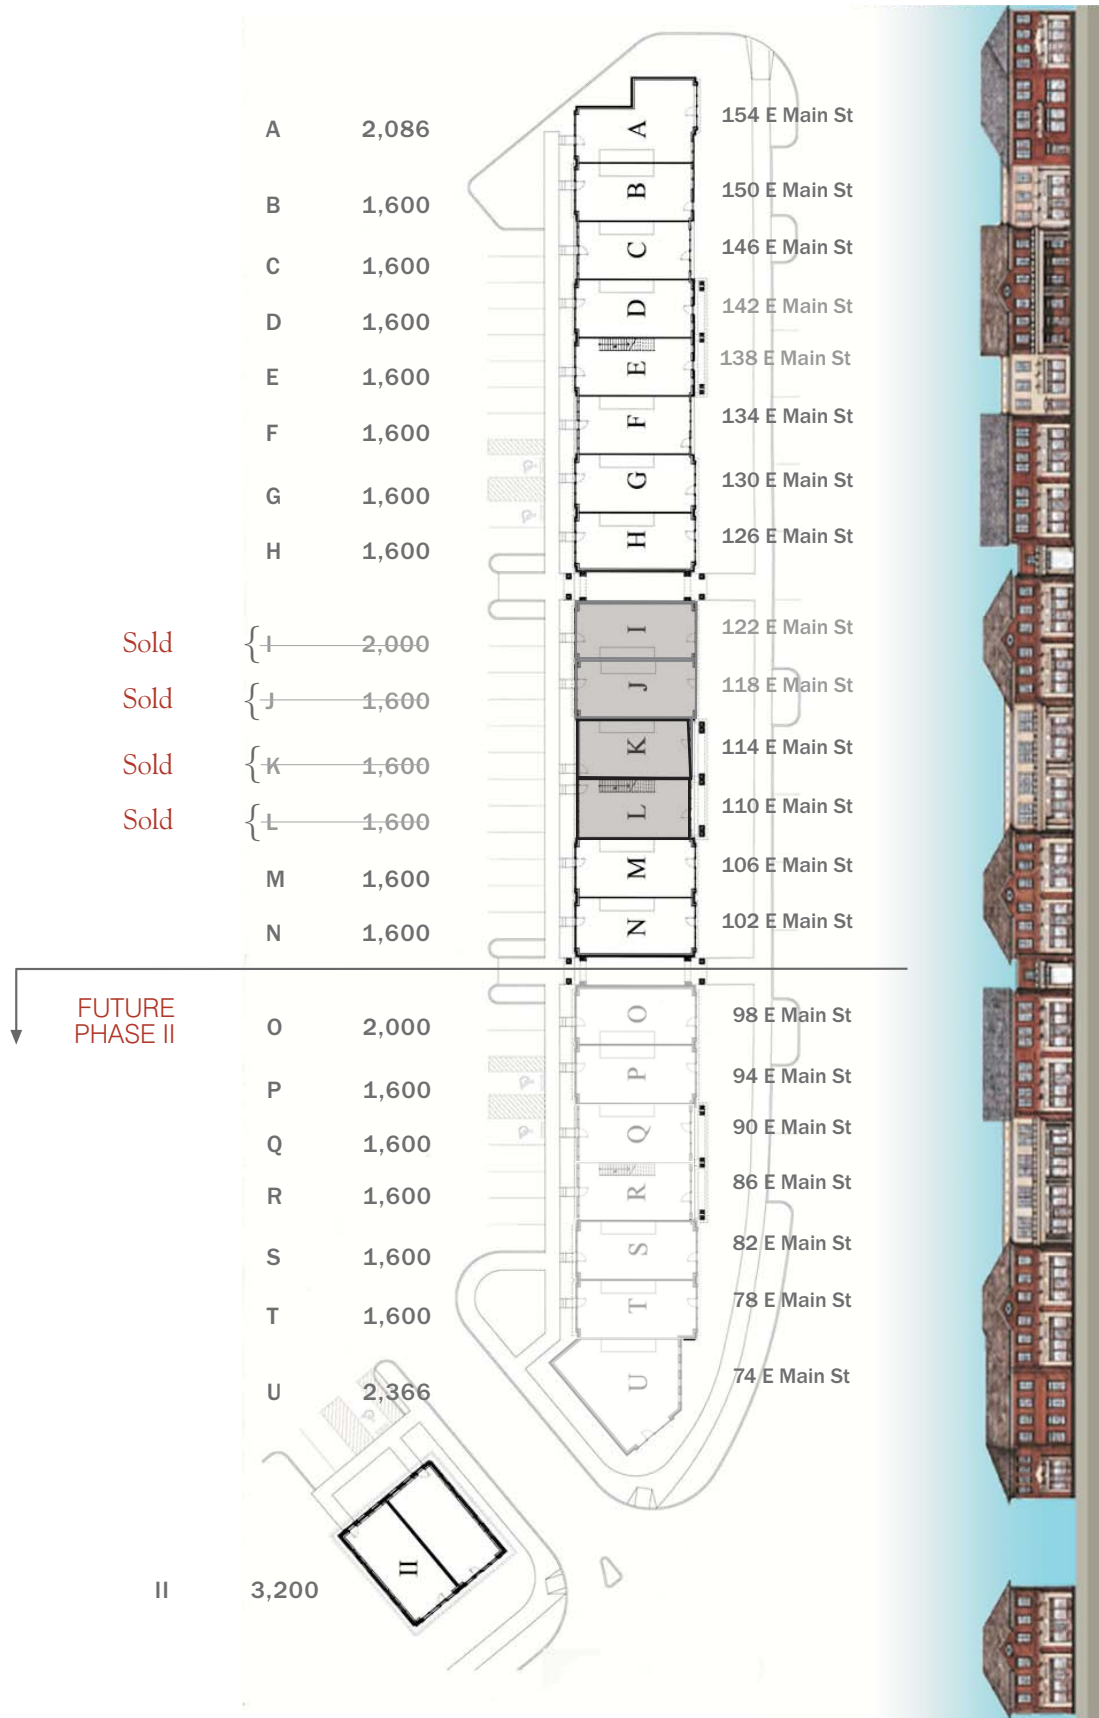 A 2,086 A 154 E Main St
B 1,600 B 150 E Main St
C 1,600 C 146 E Main St
D 1,600 D 142 E Main St
E 1,600 E 138 E Main St
F 1,600 F 134 E Main St
G 1,600 G 130 E Main St
H 1,600 H 126 E Main St
Sold { I 2,000 I 122 E Main St
Sold { J 1,600 J 118 E Main St
Sold { K 1,600 K 114 E Main St
Sold { L 1,600 L 110 E Main St
M 1,600 M 106 E Main St
N 1,600 N 102 E Main St
FUTURE
PHASE II
O 2,000 O 98 E Main St
P 1,600 P 94 E Main St
Q 1,600 Q 90 E Main St
R 1,600 R 86 E Main St
S 1,600 S 82 E Main St
T 1,600 T 78 E Main St
U 2,366 U 74 E Main St
II 3,200 II